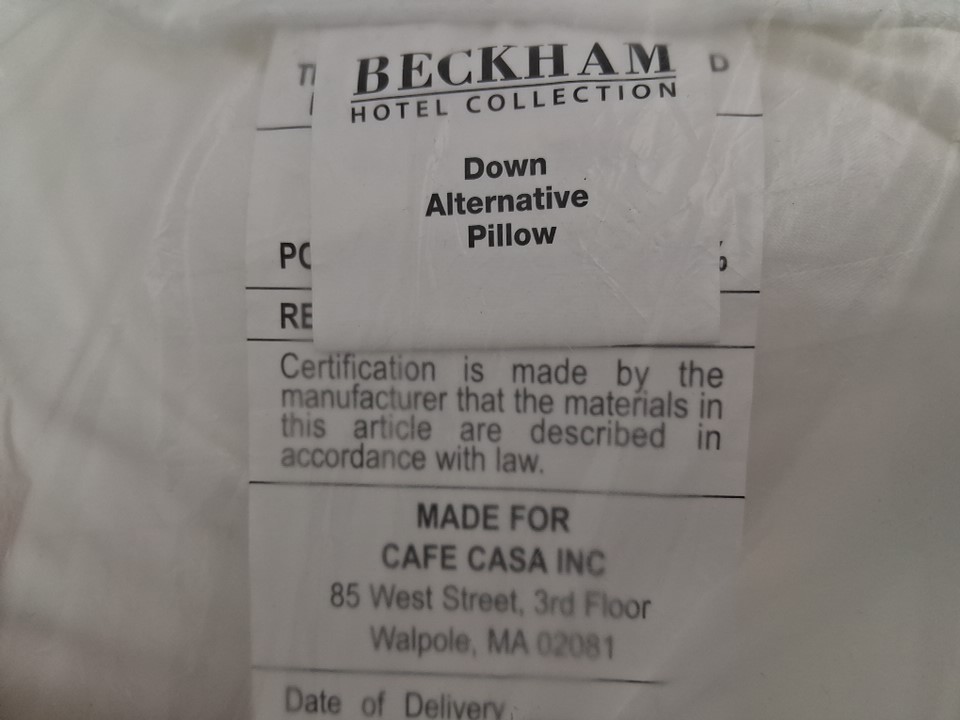 BECKHAM
HOTEL COLLECTION
Down
Alternative
Pillow
Certification is made by the
manufacturer that the materials in
this article are described in
accordance with law.
MADE FOR
CAFE CASA INC
85 West Street, 3rd Floor
Walpole, MA 02081
Date of Delivery